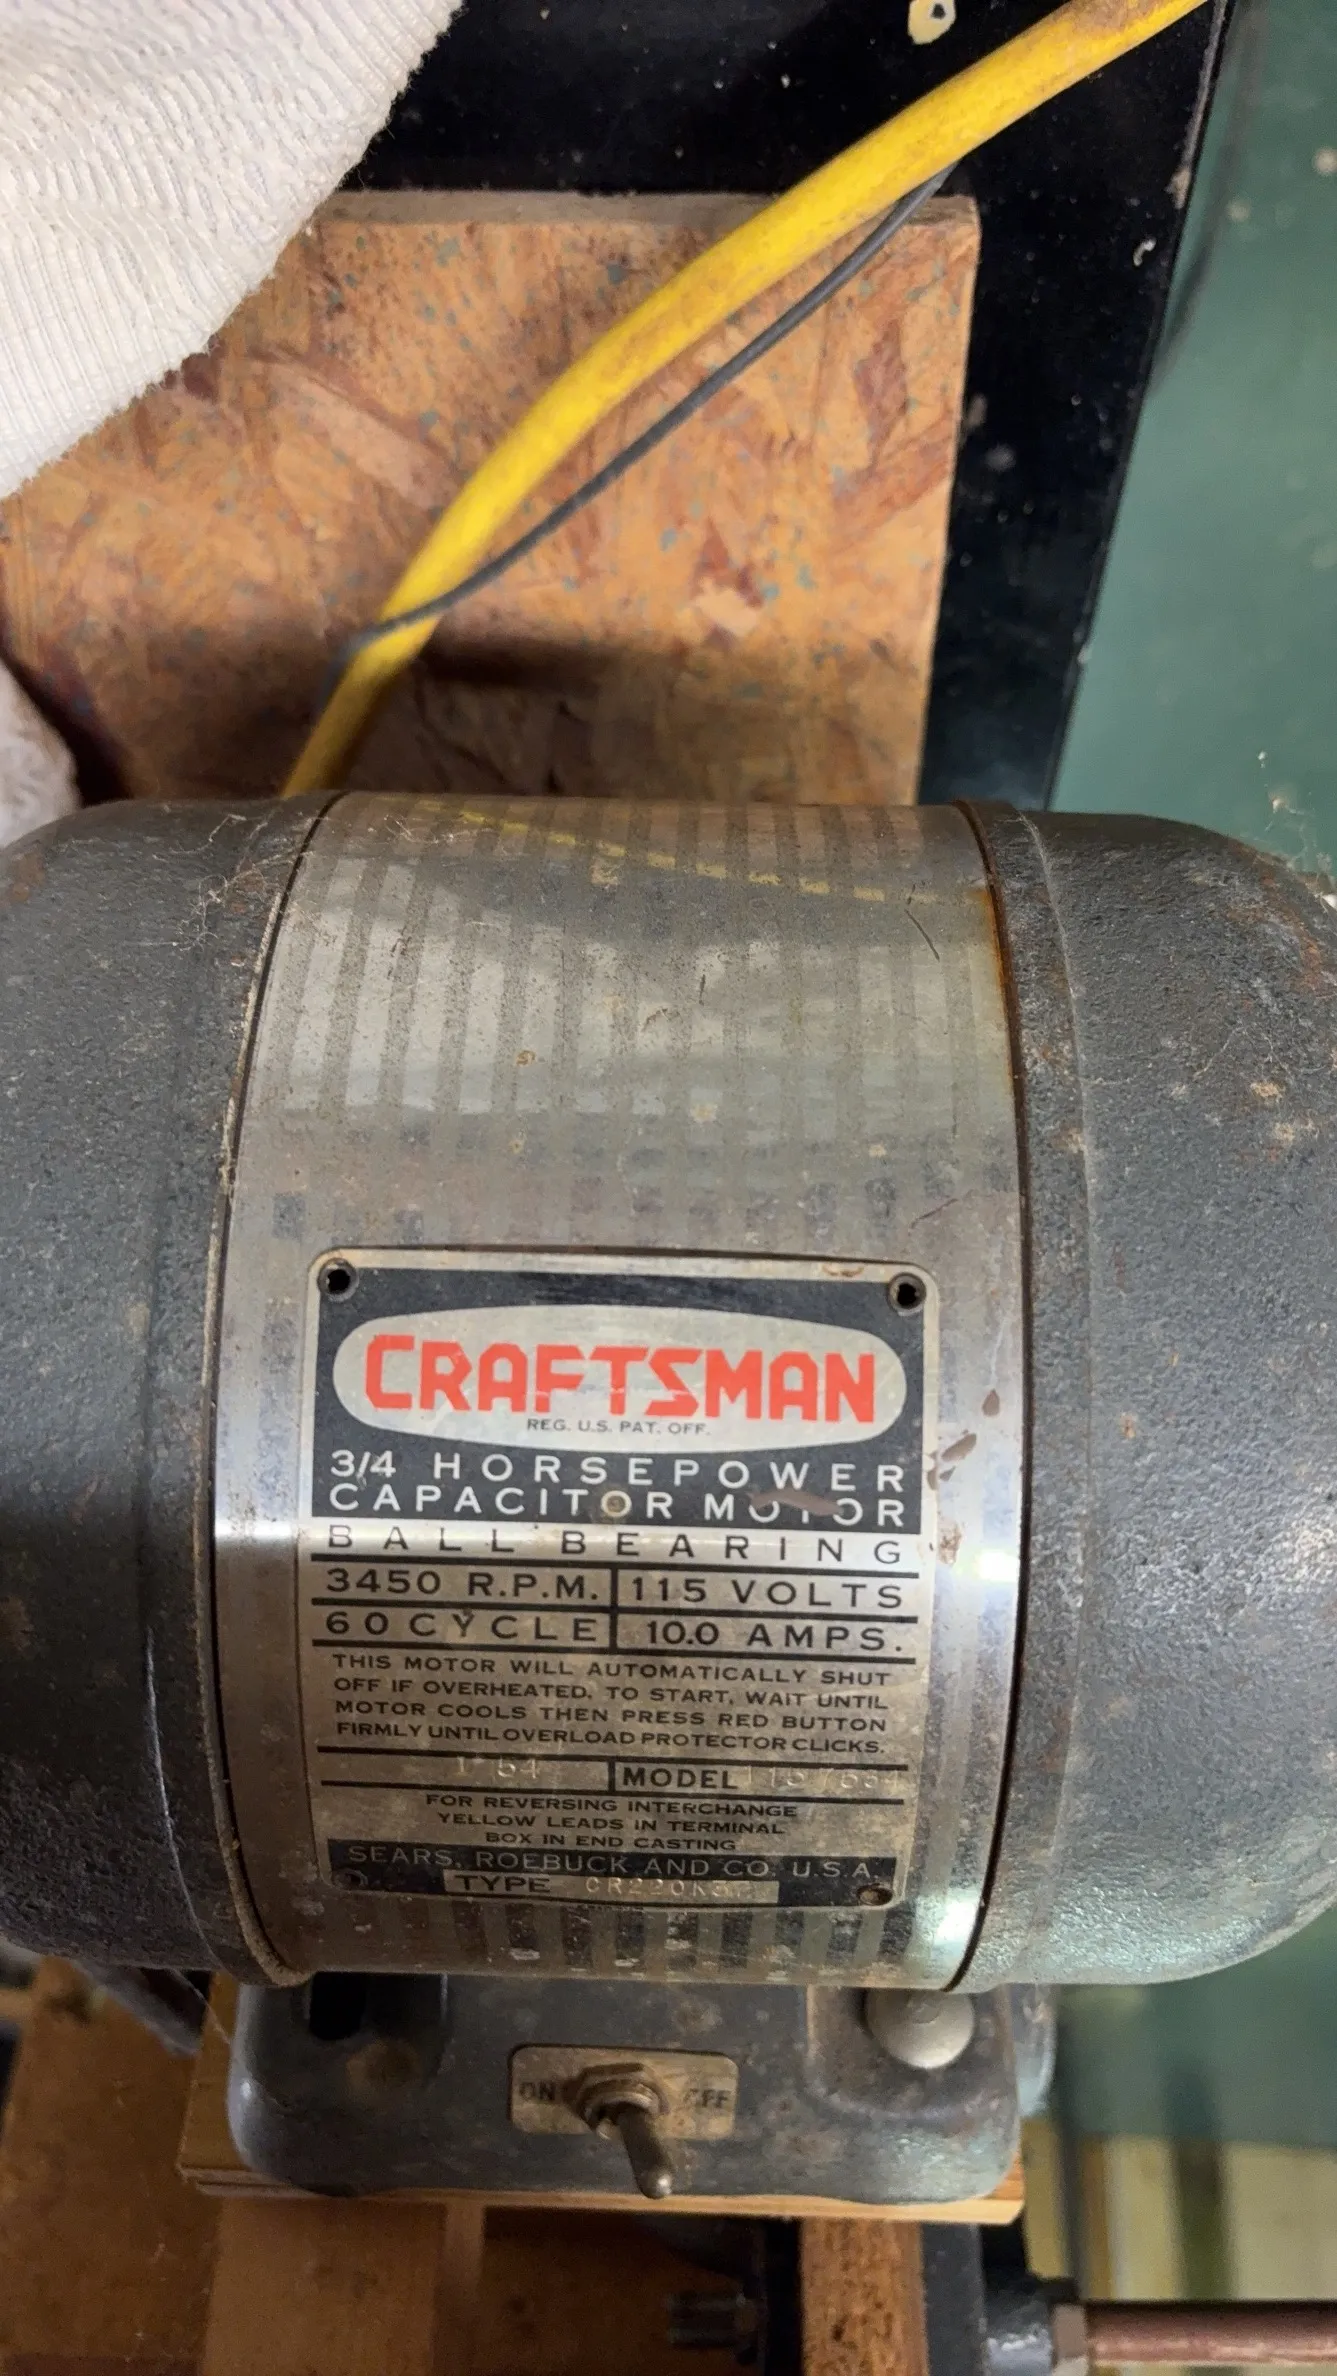 CRAFTSMAN
REG. U.S. PAT. OFF.
3/4 HORSEPOWER
CAPACITOR MOTOR
BALL BEARING
3450 R.P.M. 115 VOLTS
60 CYCLE 10.0 AMPS.
THIS MOTOR WILL AUTOMATICALLY SHUT
OFF IF OVERHEATED. TO START, WAIT UNTIL
MOTOR COOLS THEN PRESS RED BUTTON
FIRMLY UNTIL OVERLOAD PROTECTOR CLICKS.
MODEL
FOR REVERSING INTERCHANGE
YELLOW LEADS IN TERMINAL
BOX IN END CASTING
SEARS, ROEBUCK AND CO. U.S.A.
TYPE
ON OFF